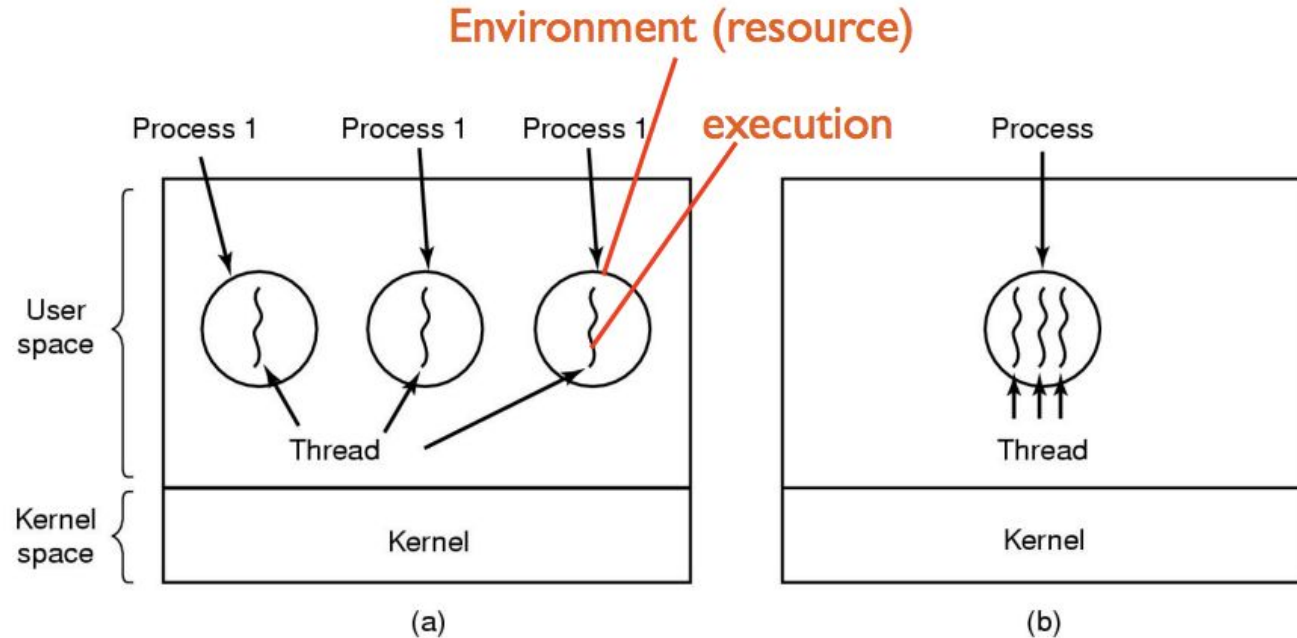 Environment (resource)
Process 1 Process 1 Process 1 execution Process
User
space
Thread Thread
Kernel
space
Kernel Kernel
(a) (b)